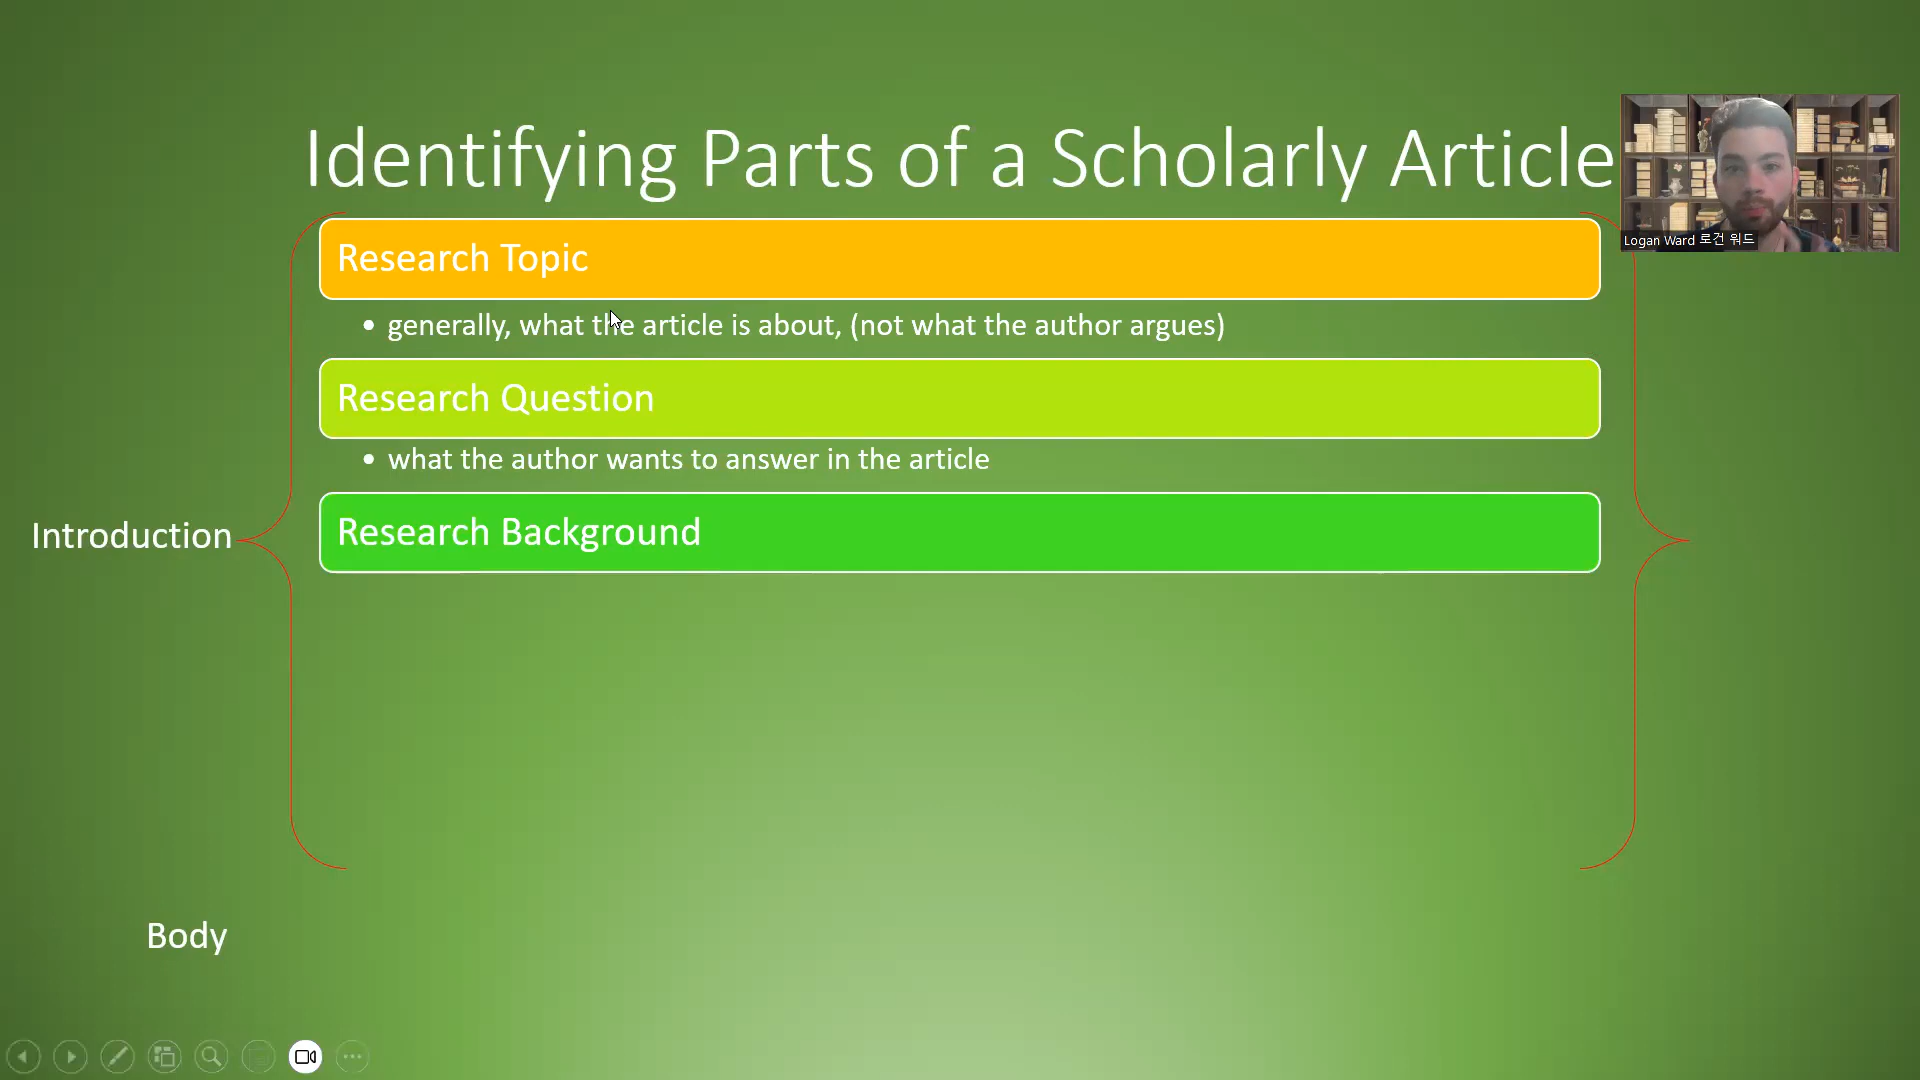 Identifying Parts of a Scholarly Article
Logan Ward 로건 워드
Research Topic
• generally, what the article is about, (not what the author argues)
Research Question
• what the author wants to answer in the article
Introduction
Research Background
Body